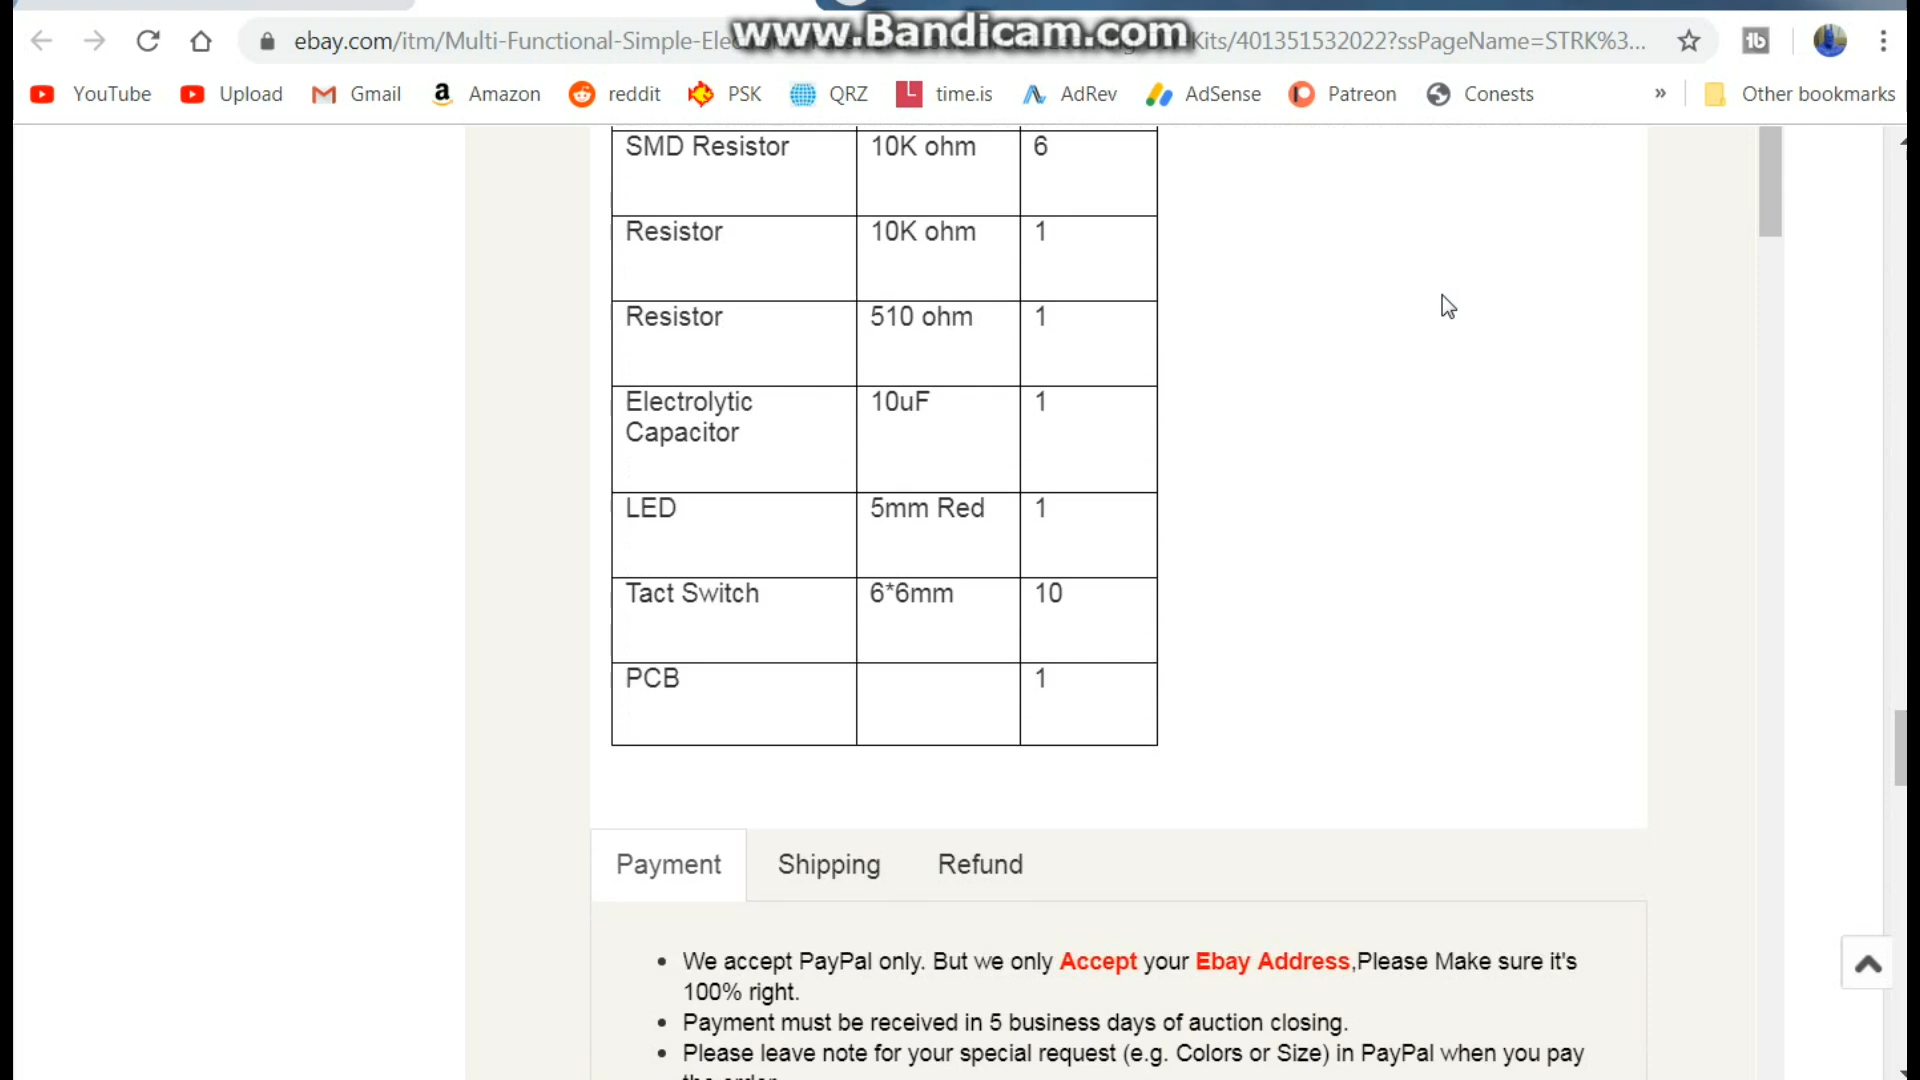 www.Bandicam.com
ebay.com/itm/Multi-Functional-Simple-Ele Kits/401351532022?ssPageName=STRK%3...
YouTube Upload Gmail Amazon reddit PSK QRZ time.is AdRev AdSense Patreon Conests » Other bookmarks
SMD Resistor 10K ohm 6
Resistor 10K ohm 1
Resistor 510 ohm 1
Electrolytic 10uF 1
Capacitor
LED 5mm Red 1
Tact Switch 6*6mm 10
PCB 1
Payment Shipping Refund
• We accept PayPal only. But we only Accept your Ebay Address,Please Make sure it's
100% right.
• Payment must be received in 5 business days of auction closing.
• Please leave note for your special request (e.g. Colors or Size) in PayPal when you pay